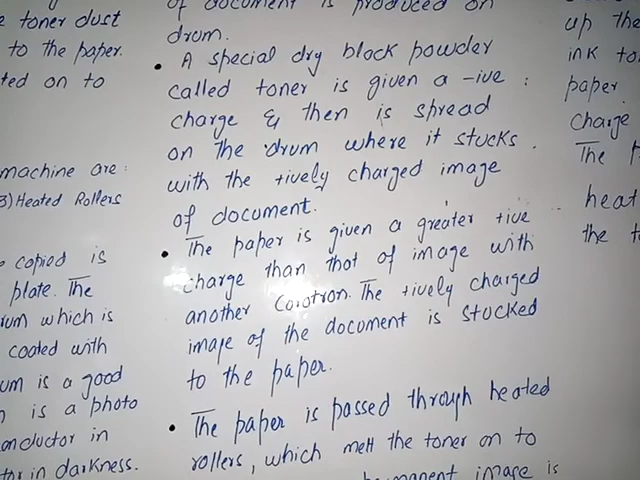 toner dust
to the paper.
ted on to
machine are:
3) Heated Rollers
copied is
plate. The
um which is
coated with
um is a good
is a photo
onductor in
tor in darkness.
of document is produced on
drum.
• A special dry block powder
called toner is given a -ive :
charge & then is spread
on the drum where it stucks.
with the +ively charged image
of document.
• The paper is given a greater +ive
charge than that of image with
another Corotron. The +ively charged
image of the document is stucked
to the paper.
• The paper is passed through heated
rollers, which melt the toner on to
image is
up the
ink to
paper
Charge
The
heat
the